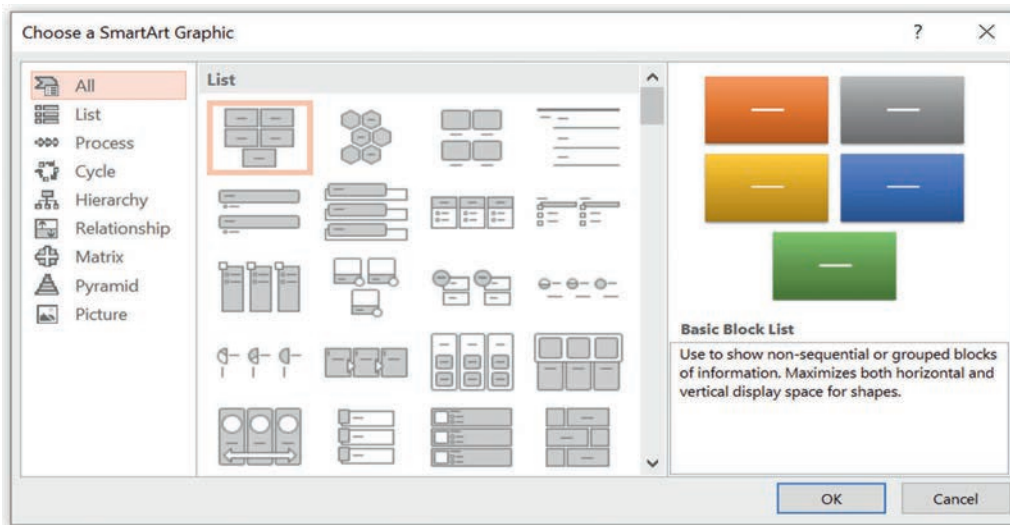 Choose a SmartArt Graphic
?
All
List
Process
Cycle
Hierarchy
Relationship
Matrix
Pyramid
Picture
List
Basic Block List
Use to show non-sequential or grouped blocks
of information. Maximizes both horizontal and
vertical display space for shapes.
OK
Cancel